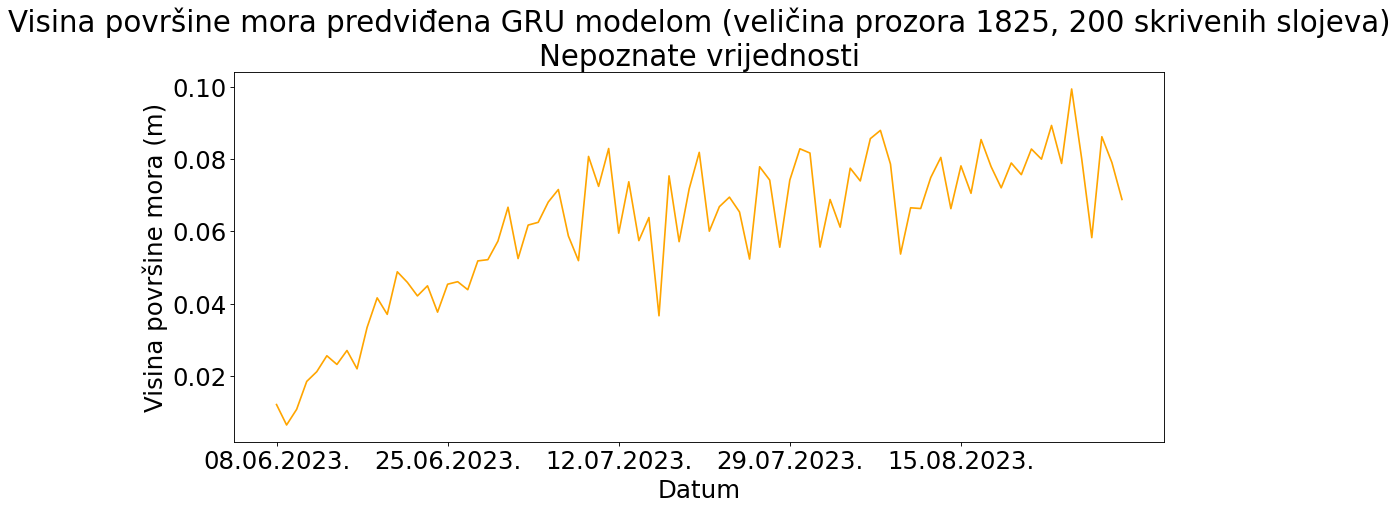 Visina površine mora predviđena GRU modelom (veličina prozora 1825, 200 skrivenih slojeva)
Nepoznate vrijednosti
Visina površine mora (m)
0.10
0.08
0.06
0.04
0.02
08.06.2023. 25.06.2023. 12.07.2023. 29.07.2023. 15.08.2023.
Datum